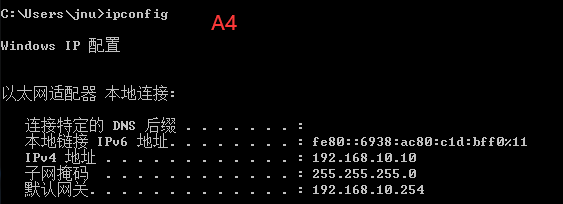 C:\Users\jnu>ipconfig
A4
Windows IP 配置
以太网适配器 本地连接:
连接特定的 DNS 后缀 . . . . . . . :
本地链接 IPv6 地址. . . . . . . . : fe80::6938:ac80:c1d:bff0%11
IPv4 地址 . . . . . . . . . . . . : 192.168.10.10
子网掩码 . . . . . . . . . . . . : 255.255.255.0
默认网关. . . . . . . . . . . . . : 192.168.10.254